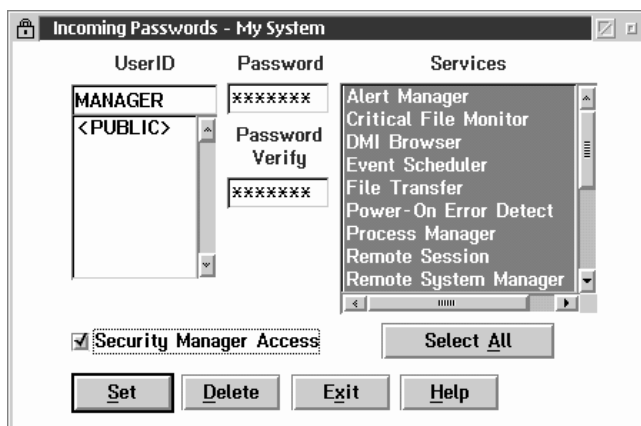 Incoming Passwords - My System
UserID
Password
Services
MANAGER
*******
<PUBLIC>
Password
Verify
*******
Alert Manager
Critical File Monitor
DMI Browser
Event Scheduler
File Transfer
Power-On Error Detect
Process Manager
Remote Session
Remote System Manager
Security Manager Access
Select All
Set
Delete
Exit
Help